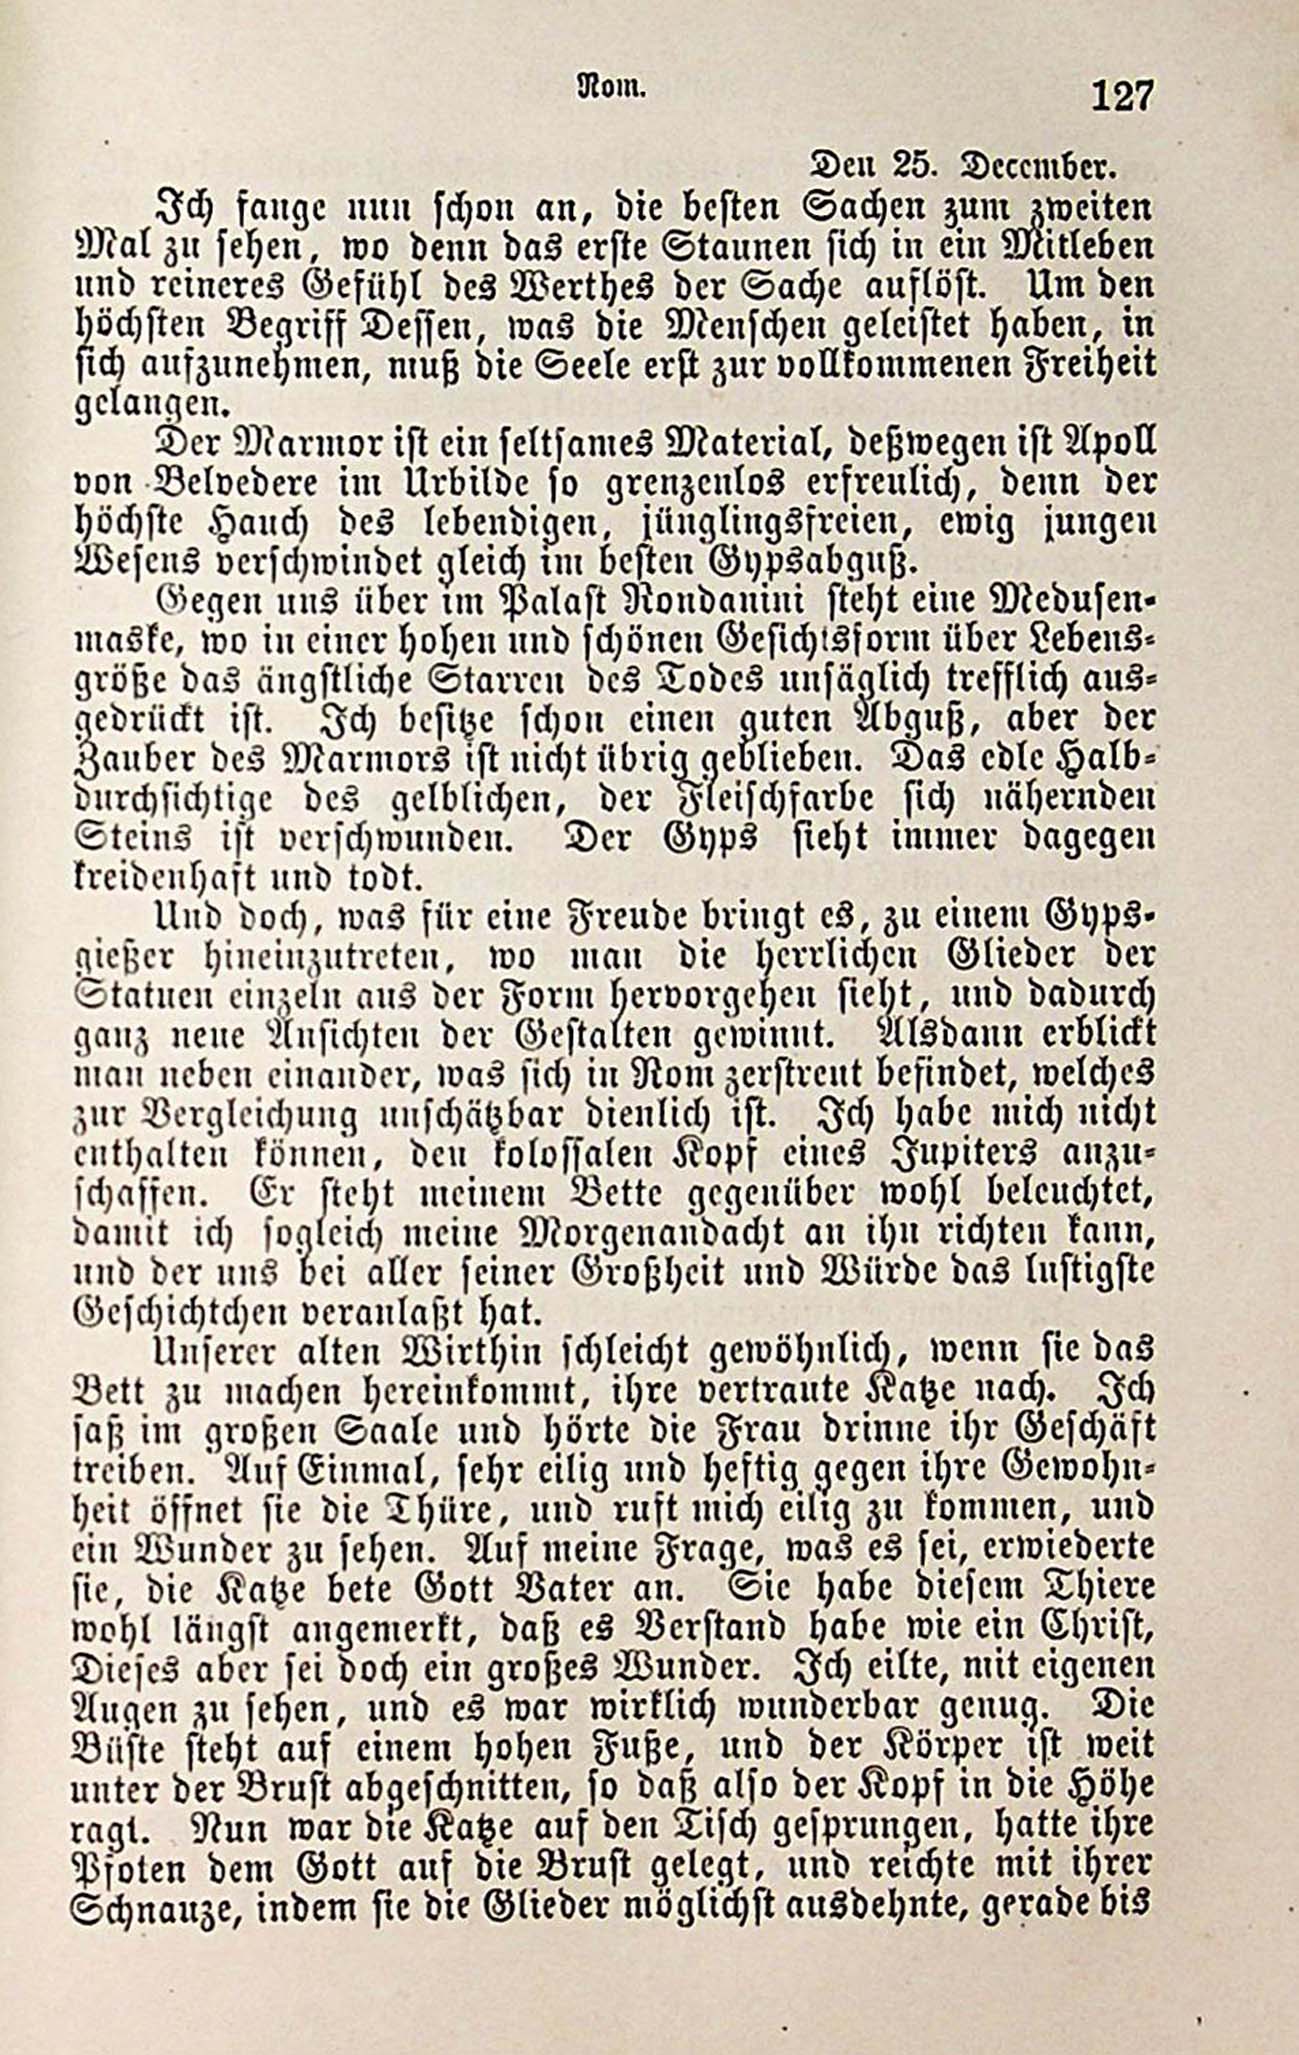 Rom.
127
Den 25. December.
Ich fange nun schon an, die besten Sachen zum zweiten
Mal zu sehen, wo denn das erste Staunen sich in ein Mitleben
und reineres Gefühl des Werthes der Sache auflöst. Um den
höchsten Begriff Dessen, was die Menschen geleistet haben, in
sich aufzunehmen, muß die Seele erst zur vollkommenen Freiheit
gelangen.
Der Marmor ist ein seltsames Material, deßwegen ist Apoll
von Belvedere im Urbilde so grenzenlos erfreulich, denn der
höchste Hauch des lebendigen, jünglingsfreien, ewig jungen
Wesens verschwindet gleich im besten Gypsabguß.
Gegen uns über im Palast Rondanini steht eine Medusen-
maske, wo in einer hohen und schönen Gesichtsform über Lebens-
größe das ängstliche Starren des Todes unsäglich trefflich aus-
gedrückt ist. Ich besitze schon einen guten Abguß, aber der
Zauber des Marmors ist nicht übrig geblieben. Das edle Halb-
durchsichtige des gelblichen, der Fleischfarbe sich nähernden
Steins ist verschwunden. Der Gyps sieht immer dagegen
kreidenhaft und todt.
Und doch, was für eine Freude bringt es, zu einem Gyps-
gießer hineinzutreten, wo man die herrlichen Glieder der
Statuen einzeln aus der Form hervorgehen sieht, und dadurch
ganz neue Ansichten der Gestalten gewinnt. Alsdann erblickt
man neben einander, was sich in Rom zerstreut befindet, welches
zur Vergleichung unschätzbar dienlich ist. Ich habe mich nicht
enthalten können, den kolossalen Kopf eines Jupiters anzu-
schaffen. Er steht meinem Bette gegenüber wohl beleuchtet,
damit ich sogleich meine Morgenandacht an ihn richten kann,
und der uns bei aller seiner Großheit und Würde das lustigste
Geschichtchen veranlaßt hat.
Unserer alten Wirthin schleicht gewöhnlich, wenn sie das
Bett zu machen hereinkommt, ihre vertraute Katze nach. Ich
saß im großen Saale und hörte die Frau drinne ihr Geschäft
treiben. Auf Einmal, sehr eilig und heftig gegen ihre Gewohn-
heit öffnet sie die Thüre, und ruft mich eilig zu kommen, und
ein Wunder zu sehen. Auf meine Frage, was es sei, erwiederte
sie, die Katze bete Gott Vater an. Sie habe diesem Thiere
wohl längst angemerkt, daß es Verstand habe wie ein Christ,
Dieses aber sei doch ein großes Wunder. Ich eilte, mit eigenen
Augen zu sehen, und es war wirklich wunderbar genug. Die
Büste steht auf einem hohen Fuße, und der Körper ist weit
unter der Brust abgeschnitten, so daß also der Kopf in die Höhe
ragt. Nun war die Katze auf den Tisch gesprungen, hatte ihre
Pfoten dem Gott auf die Brust gelegt, und reichte mit ihrer
Schnauze, indem sie die Glieder möglichst ausdehnte, gerade bis